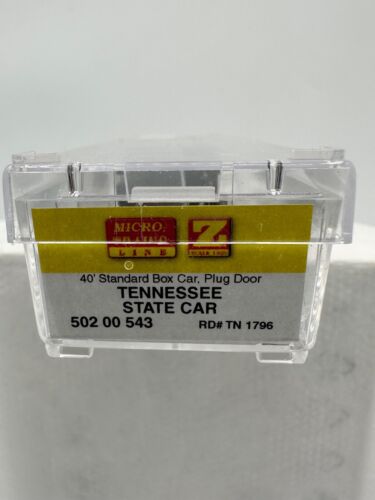 MICRO-
TRAINS
LINE
Z
40' Standard Box Car, Plug Door
TENNESSEE
STATE CAR
502 00 543 RD# TN 1796